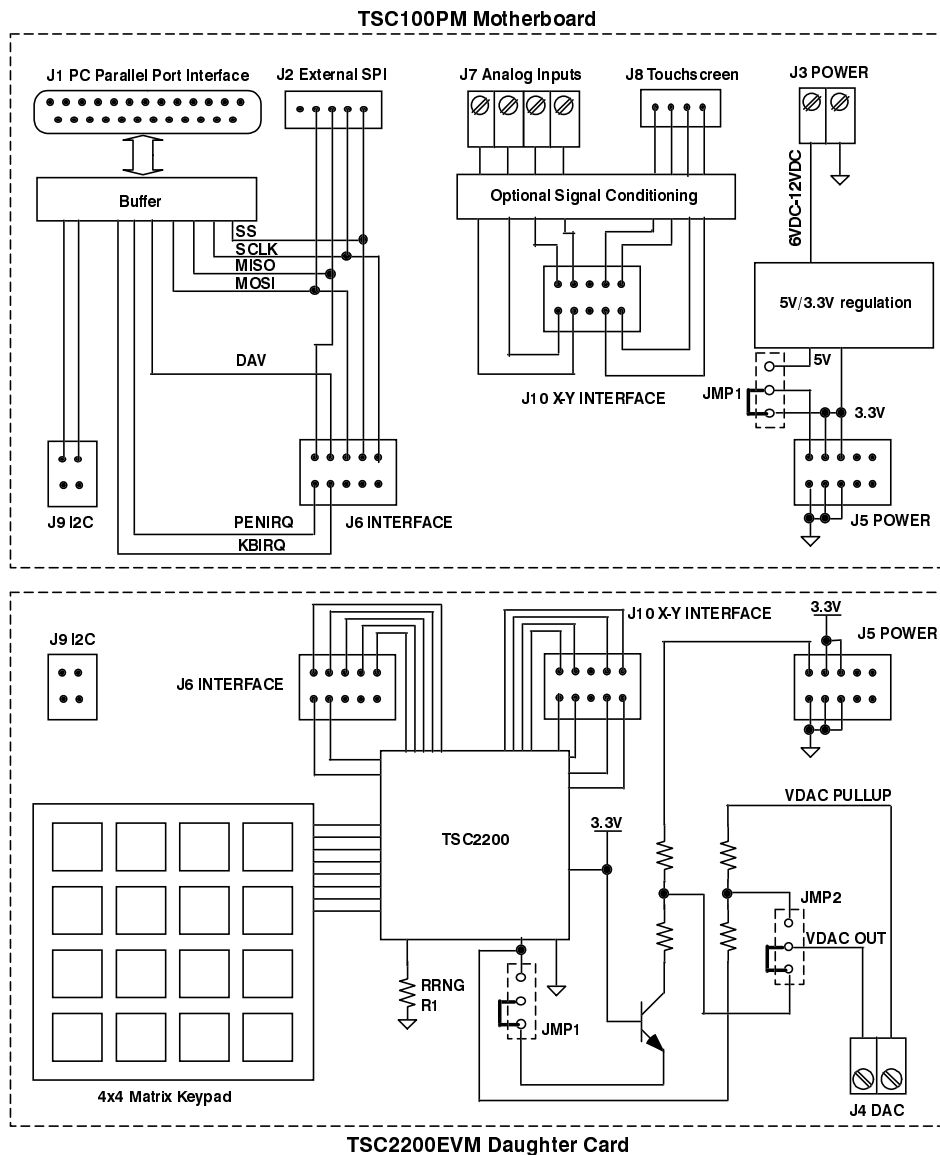 TSC100PM Motherboard
J1 PC Parallel Port Interface
J2 External SPI
J7 Analog Inputs
J8 Touchscreen
J3 POWER
Buffer
Optional Signal Conditioning
6VDC-12VDC
SS
SCLK
MISO
MOSI
5V/3.3V regulation
DAV
5V
JMP1
J10 X-Y INTERFACE
3.3V
J9 I2C
PENIRQ
J6 INTERFACE
J5 POWER
KBIRQ
J9 I2C
J6 INTERFACE
J10 X-Y INTERFACE
3.3V
J5 POWER
VDAC PULLUP
TSC2200
3.3V
JMP2
VDAC OUT
RRNG
R1
JMP1
4x4 Matrix Keypad
J4 DAC
TSC2200EVM Daughter Card